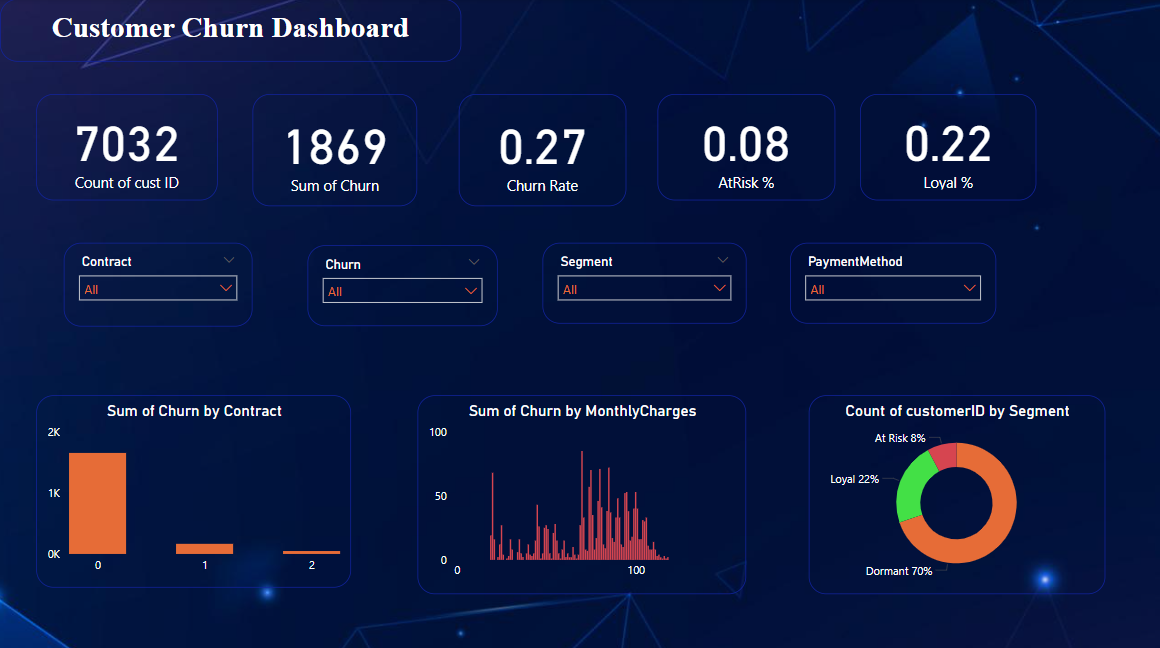 Customer Churn Dashboard
7032
Count of cust ID
1869
Sum of Churn
0.27
Churn Rate
0.08
AtRisk %
0.22
Loyal %
Contract
All
Churn
All
Segment
All
PaymentMethod
All
Sum of Churn by Contract
2K
1K
0K
0 1 2
Sum of Churn by MonthlyCharges
100
50
0
0 100
Count of customerID by Segment
At Risk 8%
Loyal 22%
Dormant 70%